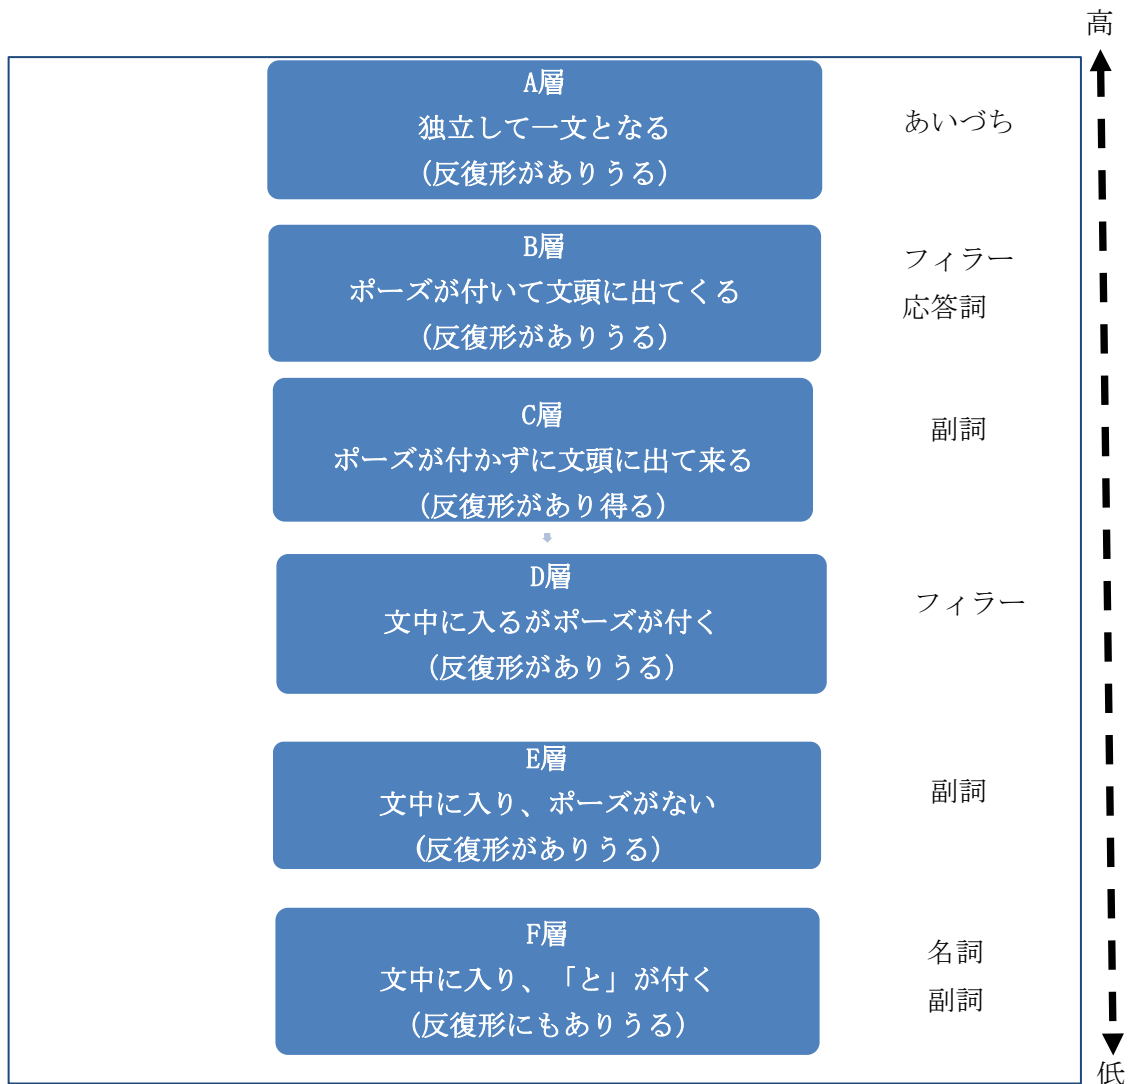 高
A層
独立して一文となる
(反復形がありうる)
あいづち
B層
ポーズが付いて文頭に出てくる
(反復形がありうる)
フィラー
応答詞
C層
ポーズが付かずに文頭に出て来る
(反復形があり得る)
副詞
D層
文中に入るがポーズが付く
(反復形がありうる)
フィラー
E層
文中に入り、ポーズがない
(反復形がありうる)
副詞
F層
文中に入り、「と」が付く
(反復形にもありうる)
名詞
副詞
低